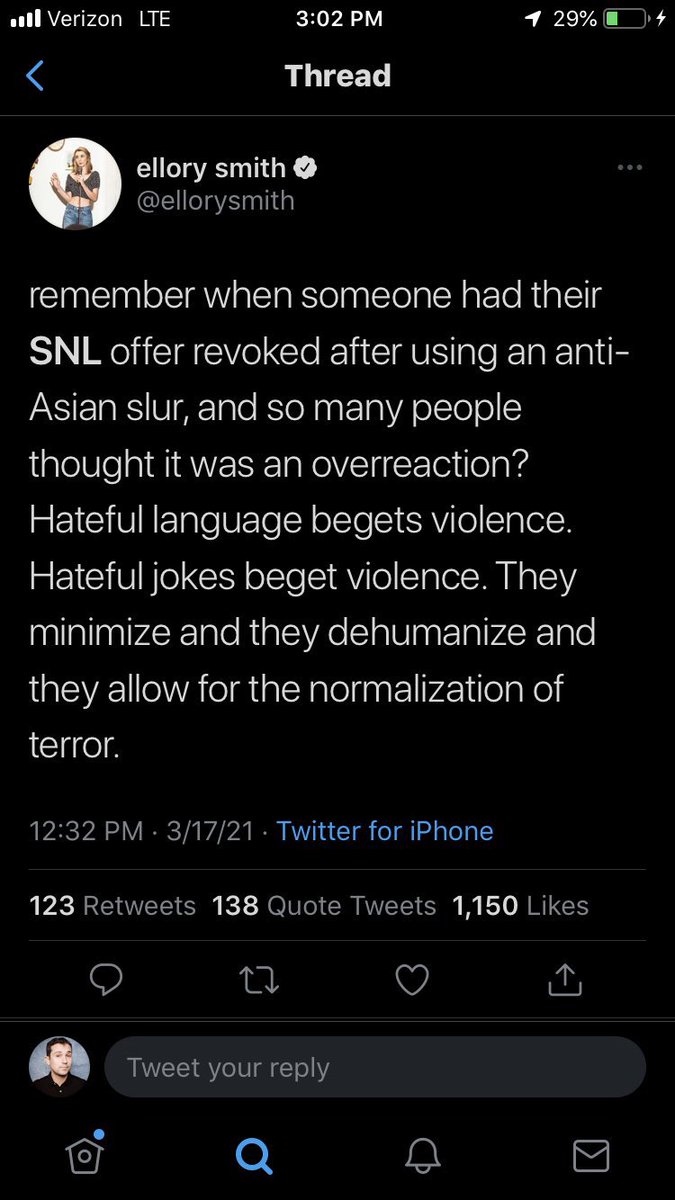 Verizon LTE 3:02 PM 29%
Thread
ellory smith
@ellorysmith
remember when someone had their
SNL offer revoked after using an anti-
Asian slur, and so many people
thought it was an overreaction?
Hateful language begets violence.
Hateful jokes beget violence. They
minimize and they dehumanize and
they allow for the normalization of
terror.
12:32 PM · 3/17/21 · Twitter for iPhone
123 Retweets 138 Quote Tweets 1,150 Likes
Tweet your reply